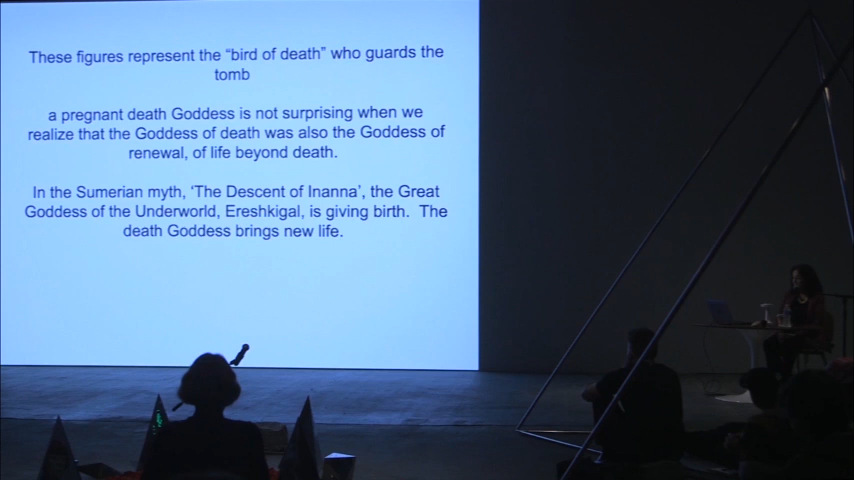 These figures represent the “bird of death” who guards the
tomb
a pregnant death Goddess is not surprising when we
realize that the Goddess of death was also the Goddess of
renewal, of life beyond death.
In the Sumerian myth, ‘The Descent of Inanna’, the Great
Goddess of the Underworld, Ereshkigal, is giving birth.  The
death Goddess brings new life.